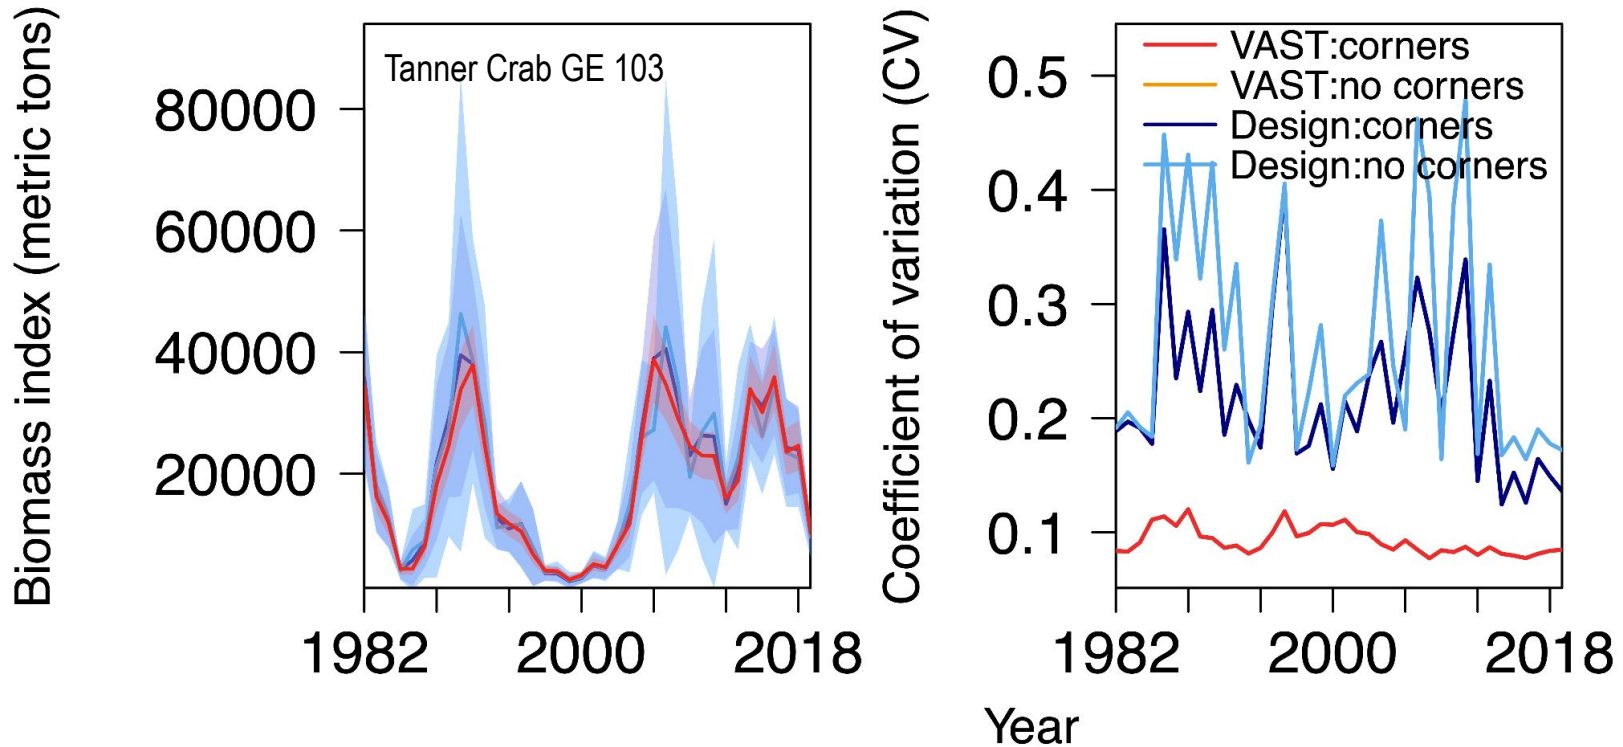 Biomass index (metric tons)
80000
60000
40000
20000
Tanner Crab GE 103
1982 2000 2018
Coefficient of variation (CV)
0.5
0.4
0.3
0.2
0.1
VAST:corners
VAST:no corners
Design:corners
Design:no corners
1982 2000 2018
Year